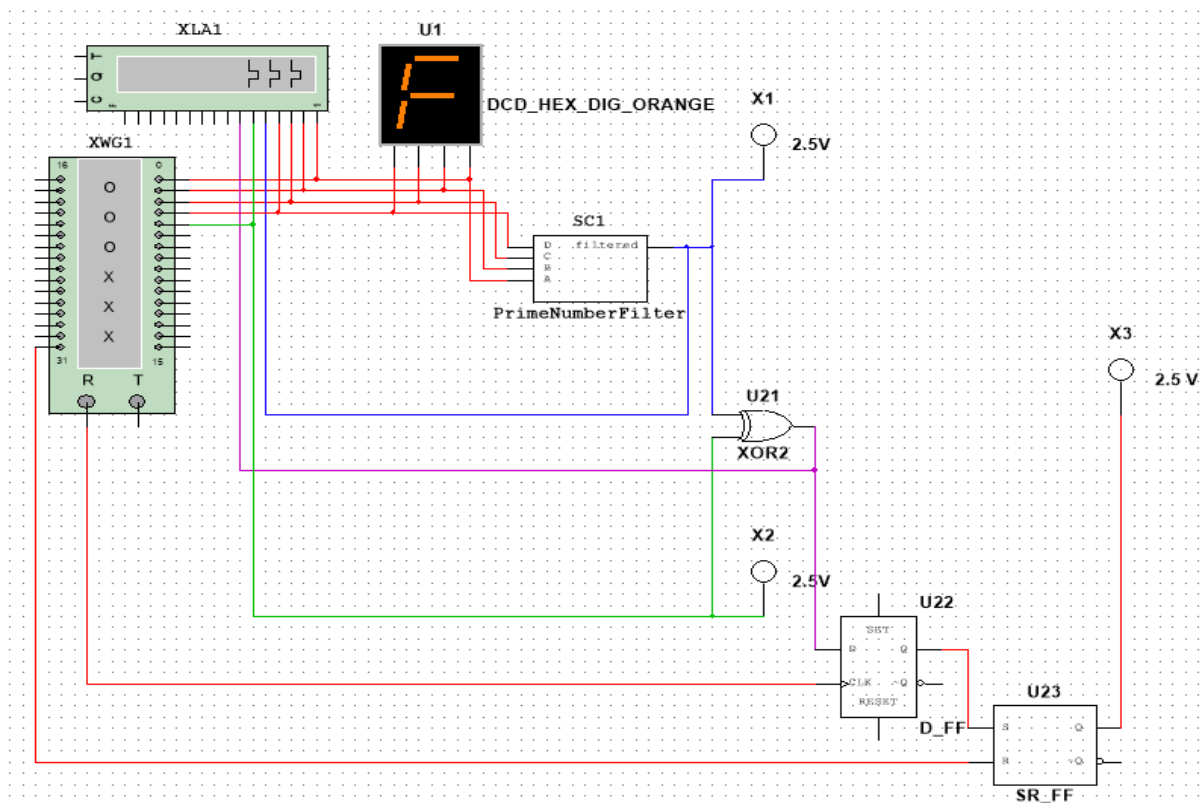 XLA1
T
Q
C
F
1
U1
F
DCD_HEX_DIG_ORANGE
X1
2.5V
XWG1
16
0
O
O
O
X
X
X
31
15
R
T
SC1
D
filtered
C
B
A
PrimeNumberFilter
X3
2.5 V
U21
XOR2
X2
2.5V
U22
SET
D
Q
CLK
~Q
RESET
D_FF
U23
S
Q
R
~Q
SR_FF